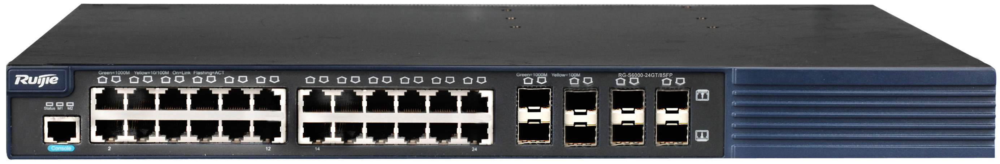 Ruijie
Green=1000M Yellow=10/100M On=Link Flashing=ACT
Green=1000M Yellow=100M
RG-S6000-24GT/8SFP
Status M1 M2
Console
2
12
14
24